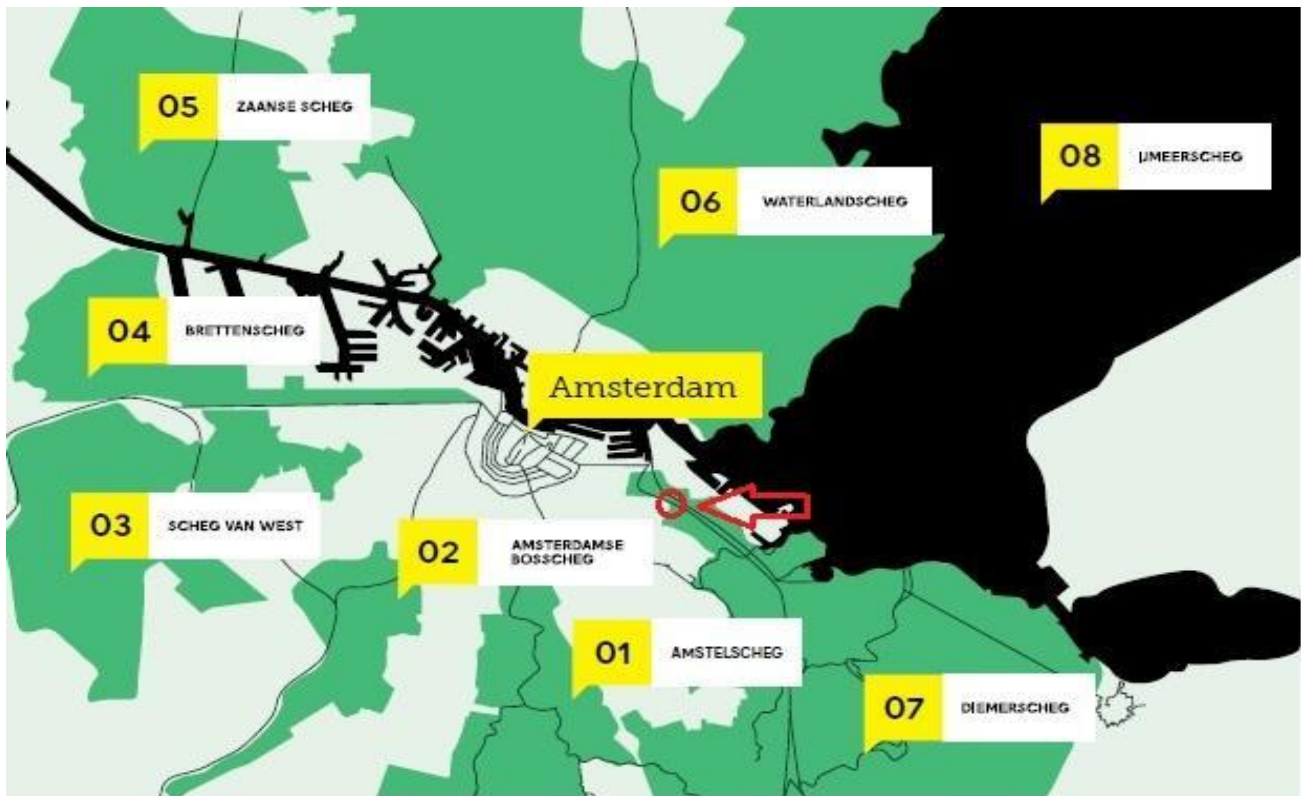 05 ZAANSE SCHEG
08 IJMEERSCHEG
06 WATERLANDSCHEG
04 BRETTENSCHEG
Amsterdam
03 SCHEG VAN WEST
02 AMSTERDAMSE
BOSSCHEG
01 AMSTELSCHEG
07 DIEMERSCHEG